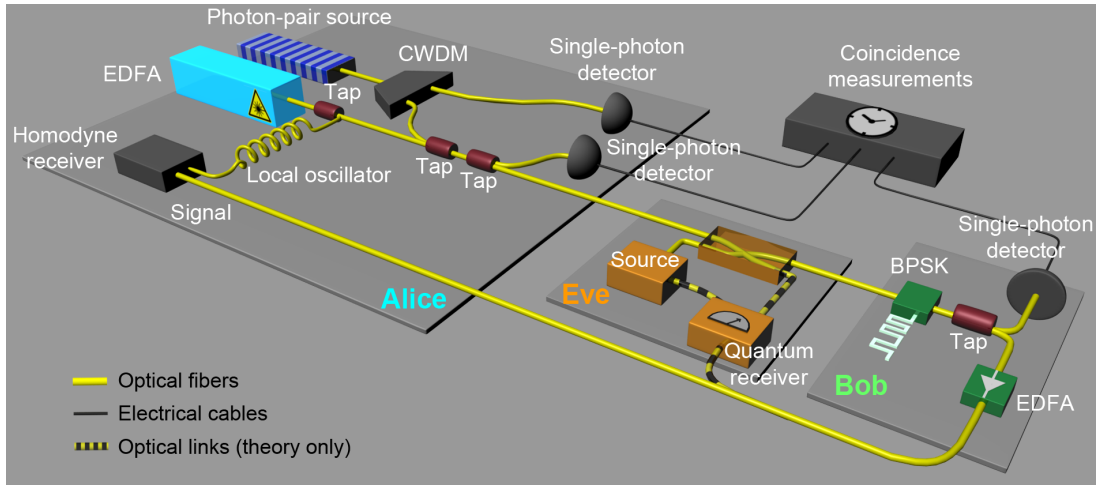 Photon-pair source
EDFA
CWDM
Single-photon
detector
Coincidence
measurements
Tap
Homodyne
receiver
Local oscillator
Signal
Tap
Tap
Single-photon
detector
Single-photon
detector
Alice
Source
Eve
Quantum
receiver
BPSK
Tap
Bob
EDFA
Optical fibers
Electrical cables
Optical links (theory only)